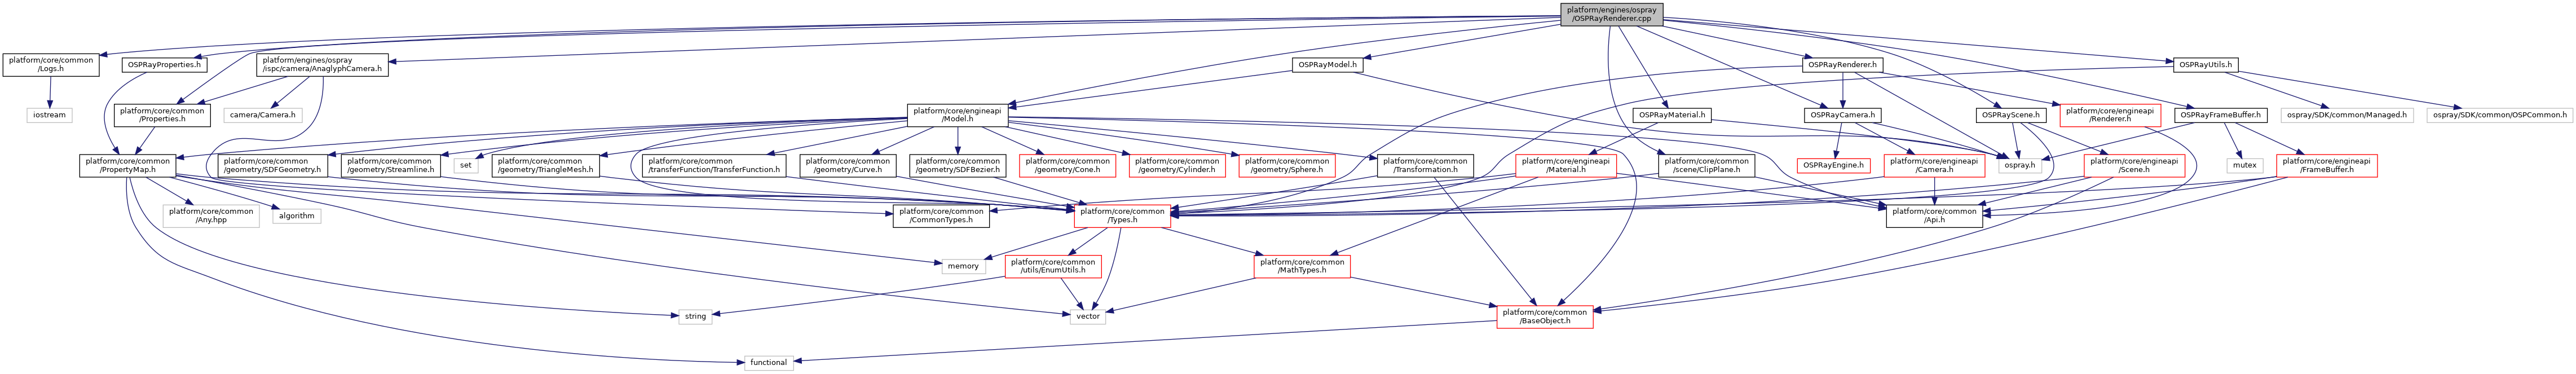 platform/engines/ospray
/OSPRayRenderer.cpp
platform/core/common
/Logs.h
OSPRayProperties.h
platform/engines/ospray
/ispc/camera/AnaglyphCamera.h
OSPRayModel.h
OSPRayRenderer.h
OSPRayUtils.h
iostream
platform/core/common
/Properties.h
camera/Camera.h
platform/core/engineapi
/Model.h
OSPRayMaterial.h
OSPRayCamera.h
OSPRayScene.h
platform/core/engineapi
/Renderer.h
OSPRayFrameBuffer.h
ospray/SDK/common/Managed.h
ospray/SDK/common/OSPCommon.h
platform/core/common
/PropertyMap.h
platform/core/common
/geometry/SDFGeometry.h
platform/core/common
/geometry/Streamline.h
set
platform/core/common
/geometry/TriangleMesh.h
platform/core/common
/transferFunction/TransferFunction.h
platform/core/common
/geometry/Curve.h
platform/core/common
/geometry/SDFBezier.h
platform/core/common
/geometry/Cone.h
platform/core/common
/geometry/Cylinder.h
platform/core/common
/geometry/Sphere.h
platform/core/common
/Transformation.h
platform/core/engineapi
/Material.h
platform/core/common
/scene/ClipPlane.h
OSPRayEngine.h
platform/core/engineapi
/Camera.h
ospray.h
platform/core/engineapi
/Scene.h
mutex
platform/core/engineapi
/FrameBuffer.h
platform/core/common
/Any.hpp
algorithm
platform/core/common
/CommonTypes.h
platform/core/common
/Types.h
platform/core/common
/Api.h
memory
platform/core/common
/utils/EnumUtils.h
platform/core/common
/MathTypes.h
string
vector
platform/core/common
/BaseObject.h
functional